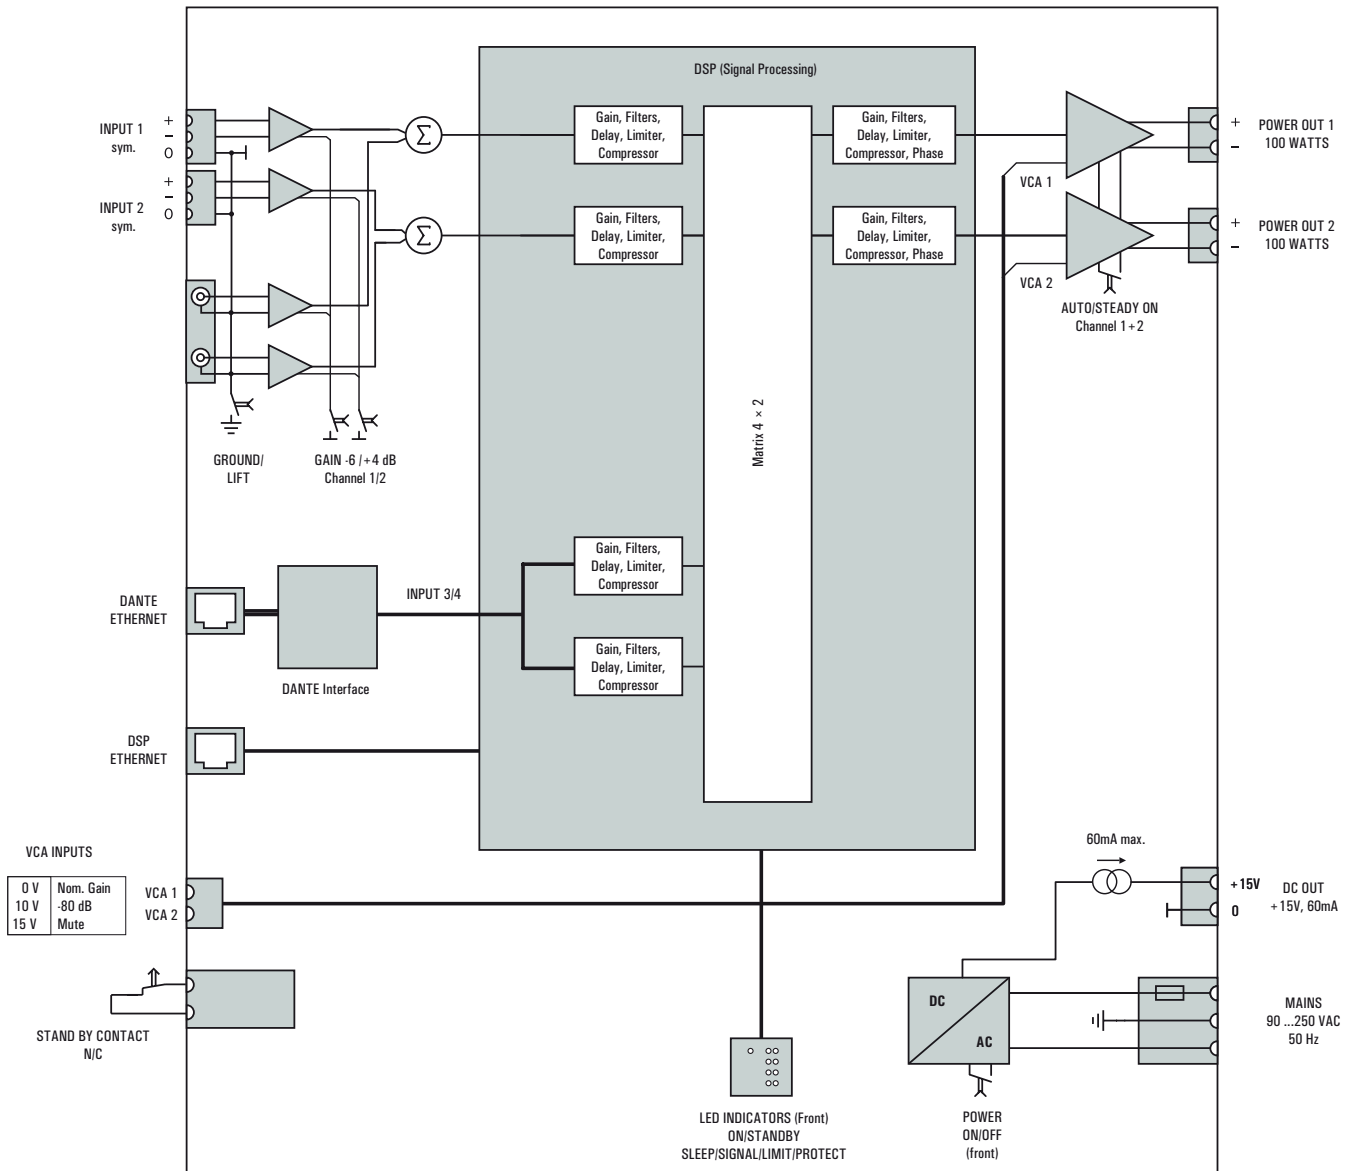 DSP (Signal Processing)
INPUT 1
sym.
+
–
0
INPUT 2
sym.
+
–
0
Σ
Σ
Gain, Filters,
Delay, Limiter,
Compressor
Gain, Filters,
Delay, Limiter,
Compressor, Phase
Gain, Filters,
Delay, Limiter,
Compressor
Gain, Filters,
Delay, Limiter,
Compressor, Phase
VCA 1
VCA 2
+
–
POWER OUT 1
100 WATTS
+
–
POWER OUT 2
100 WATTS
AUTO/STEADY ON
Channel 1+2
Matrix 4 × 2
GROUND/
LIFT
GAIN -6 /+4 dB
Channel 1/2
DANTE
ETHERNET
INPUT 3/4
DANTE Interface
Gain, Filters,
Delay, Limiter,
Compressor
Gain, Filters,
Delay, Limiter,
Compressor
DSP
ETHERNET
VCA INPUTS
0 V Nom. Gain
10 V -80 dB
15 V Mute
VCA 1
VCA 2
STAND BY CONTACT
N/C
60mA max.
+15V
0
DC OUT
+15V, 60mA
DC
AC
MAINS
90 ...250 VAC
50 Hz
POWER
ON/OFF
(front)
LED INDICATORS (Front)
ON/STANDBY
SLEEP/SIGNAL/LIMIT/PROTECT